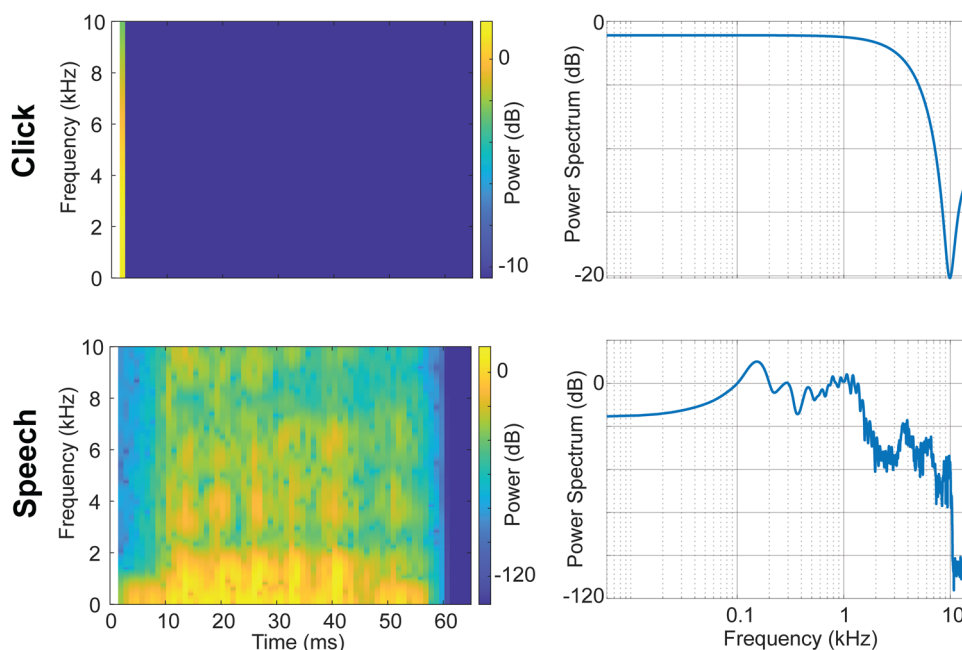 Click
Frequency (kHz)
10
8
6
4
2
0
0
-10
Power (dB)
Power Spectrum (dB)
0
-20
Speech
Frequency (kHz)
10
8
6
4
2
0
0 10 20 30 40 50 60
Time (ms)
0
-120
Power (dB)
Power Spectrum (dB)
0
-120
0.1 1 10
Frequency (kHz)